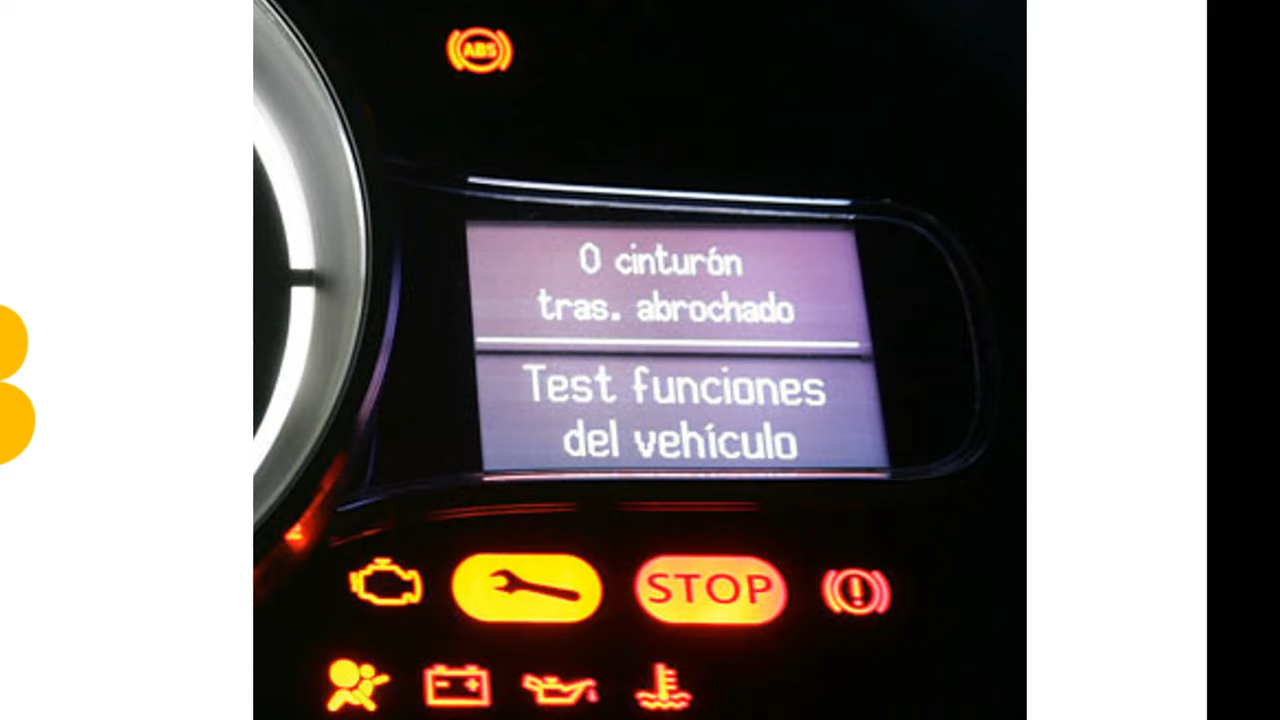 ABS
0 cinturón
tras. abrochado
Test funciones
del vehículo
STOP